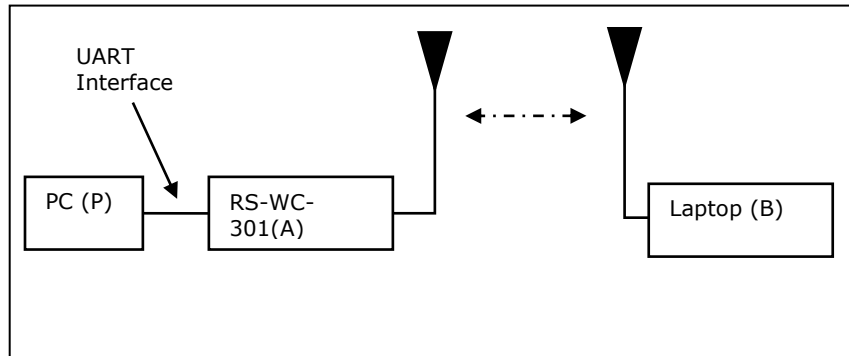 UART
Interface
PC (P)
RS-WC-
301(A)
Laptop (B)